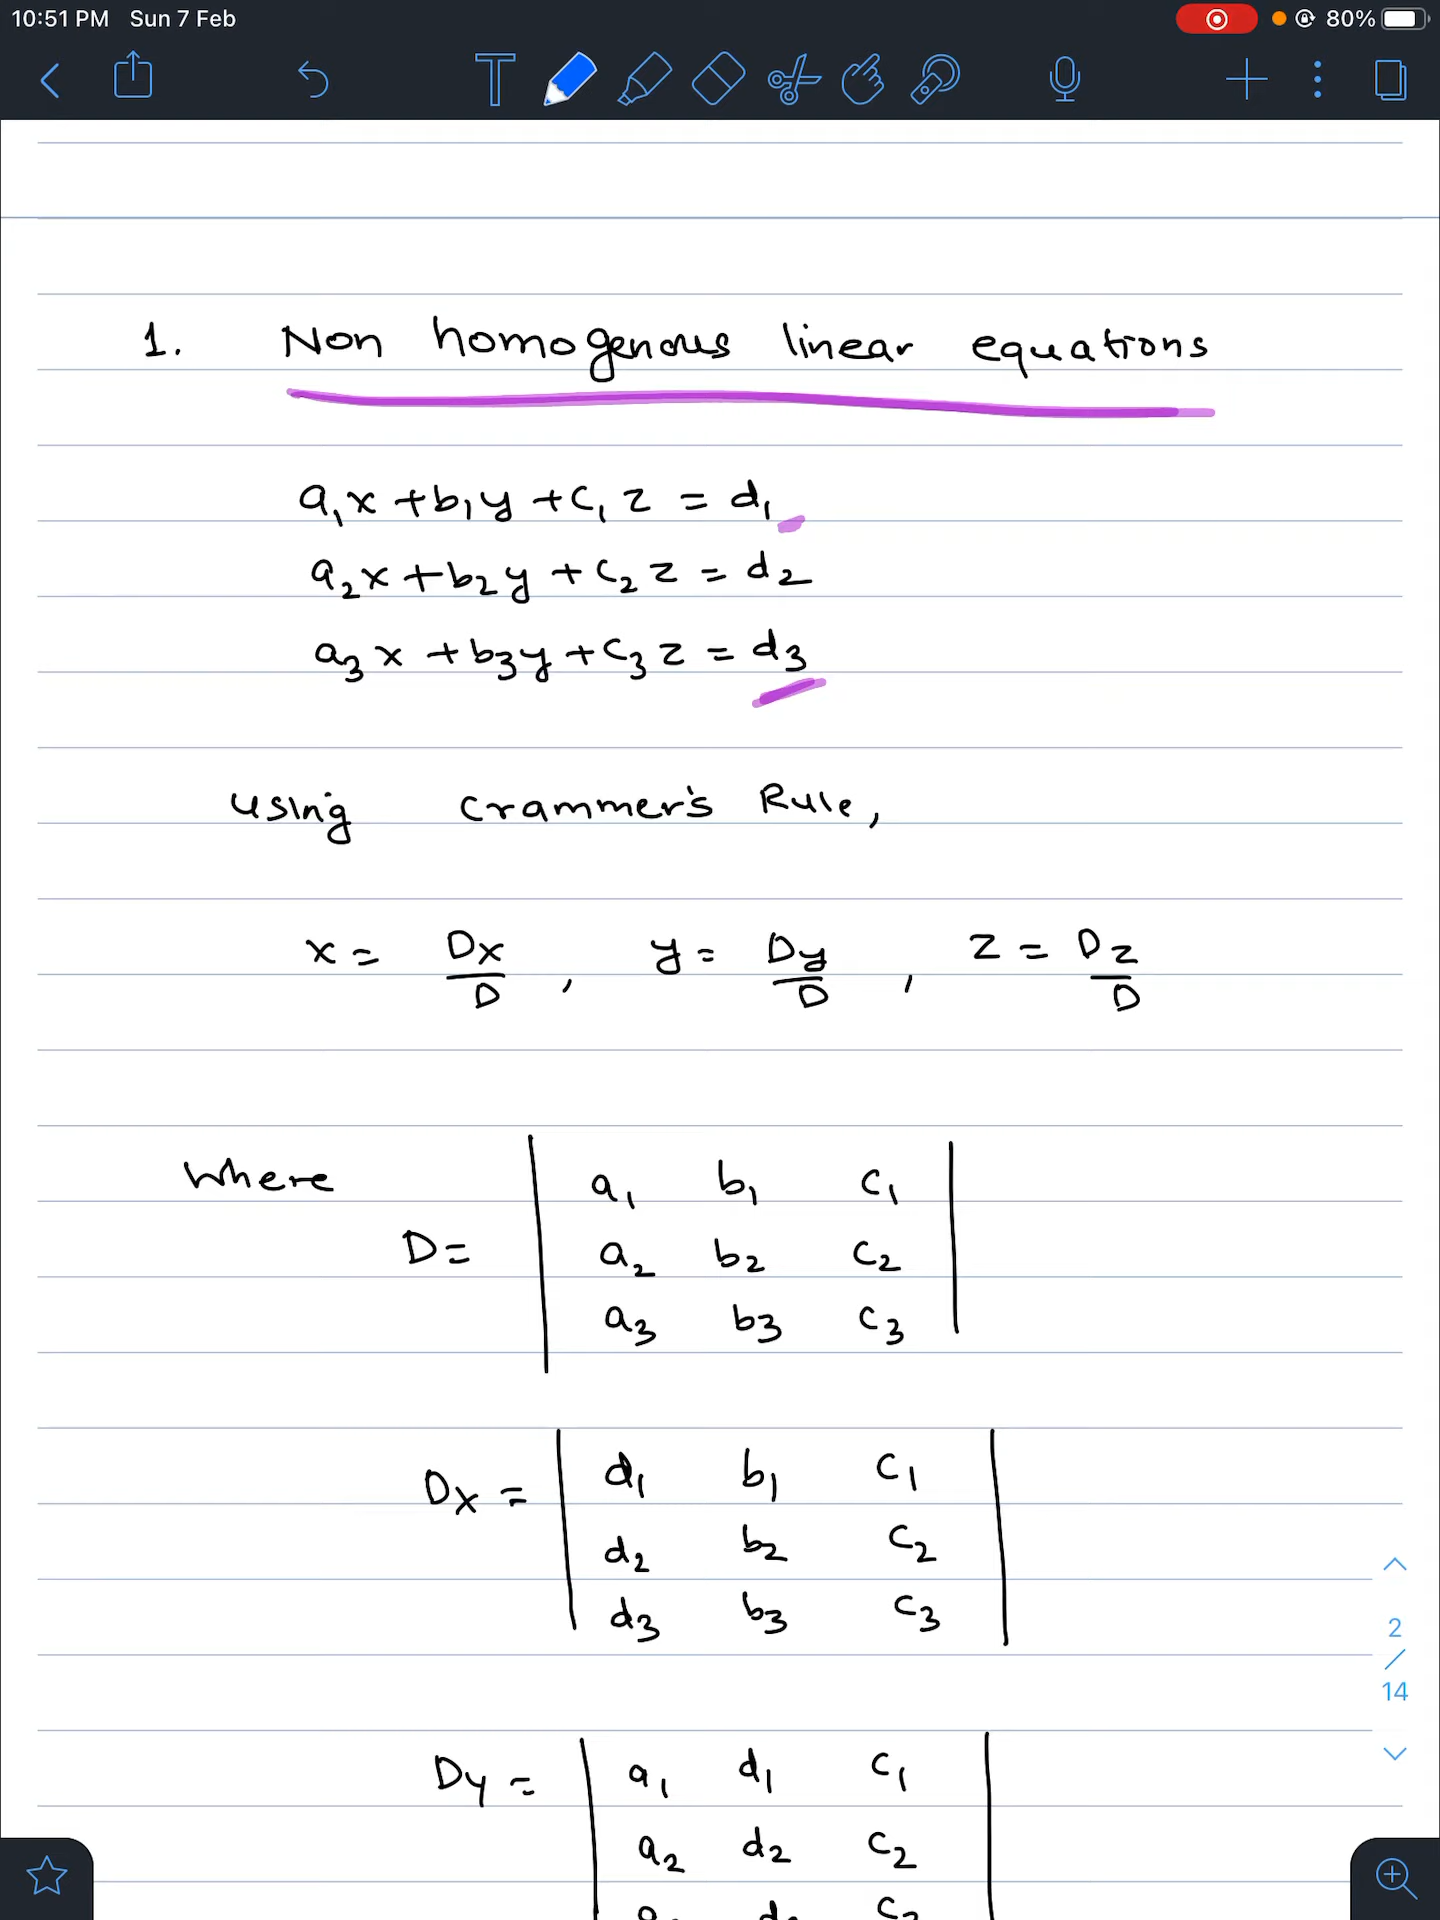 10:51 PM Sun 7 Feb 80%
1. Non homogenous linear equations
a₁x + b₁y + c₁z = d₁
a₂x + b₂y + c₂z = d₂
a₃x + b₃y + c₃z = d₃
using Crammer's Rule,
x = Dx/D , y = Dy/D , z = Dz/D
Where
D = | a₁ b₁ c₁ |
| a₂ b₂ c₂ |
| a₃ b₃ c₃ |
Dx = | d₁ b₁ c₁ |
| d₂ b₂ c₂ |
| d₃ b₃ c₃ |
2 / 14
Dy = | a₁ d₁ c₁ |
| a₂ d₂ c₂ |